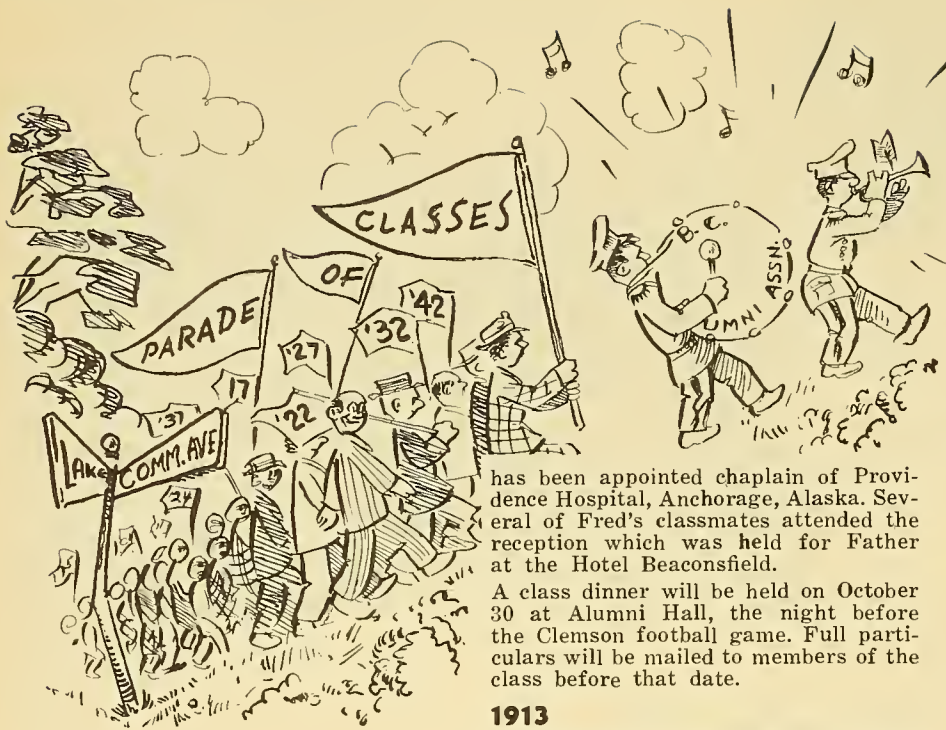 PARADE
OF
CLASSES
'37
'17
'27
'22
'32
'42
'24
LAKE
COMM. AVE
B. C.
UMNI
ASSN.
has been appointed chaplain of Provi-
dence Hospital, Anchorage, Alaska. Sev-
eral of Fred's classmates attended the
reception which was held for Father
at the Hotel Beaconsfield.
A class dinner will be held on October
30 at Alumni Hall, the night before
the Clemson football game. Full parti-
culars will be mailed to members of the
class before that date.
1913